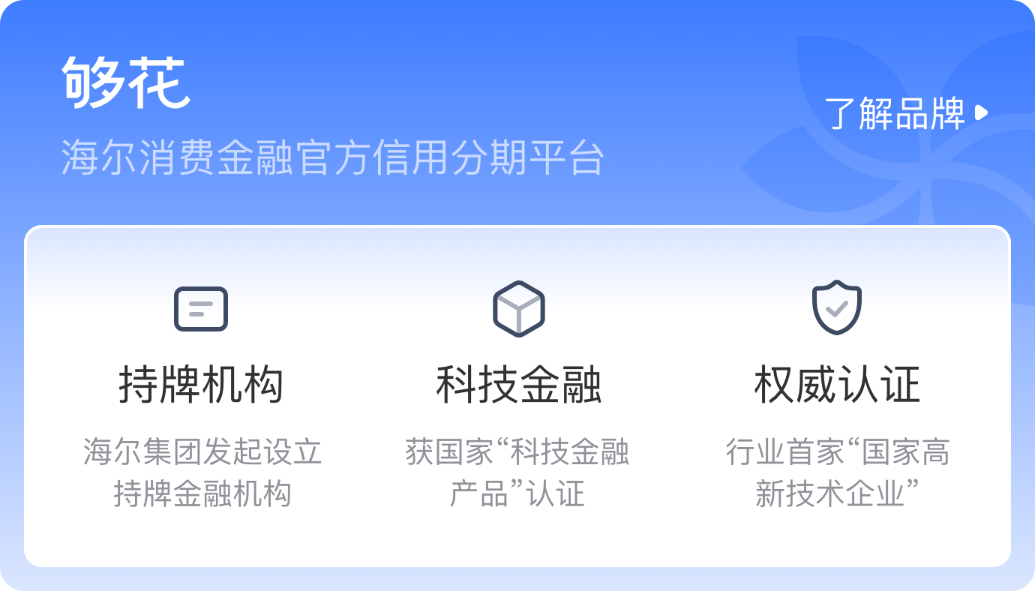 够花
了解品牌
海尔消费金融官方信用分期平台
持牌机构
海尔集团发起设立
持牌金融机构
科技金融
获国家“科技金融
产品”认证
权威认证
行业首家“国家高
新技术企业”